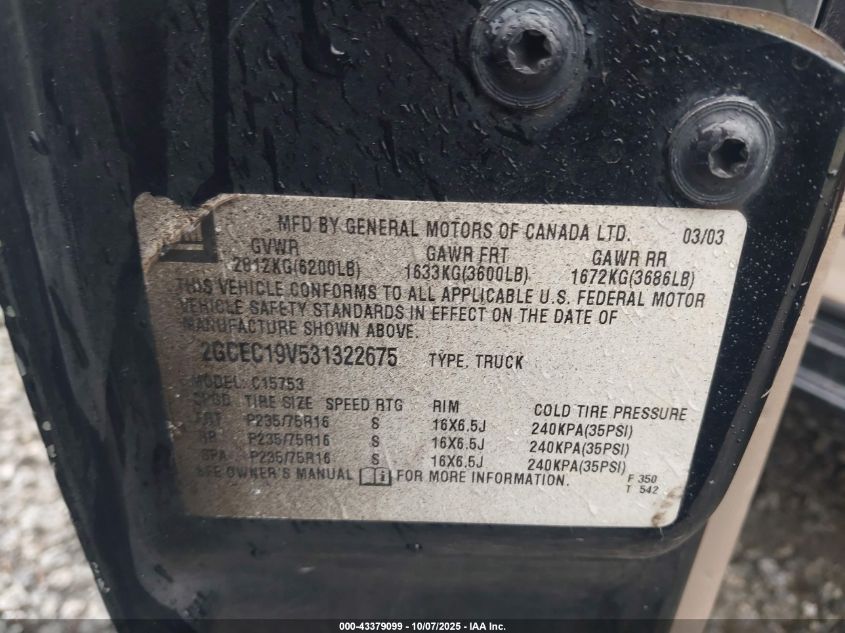 MFD BY GENERAL MOTORS OF CANADA LTD. 03/03
GVWR GAWR FRT GAWR RR
2812KG(6200LB) 1633KG(3600LB) 1672KG(3686LB)
THIS VEHICLE CONFORMS TO ALL APPLICABLE U.S. FEDERAL MOTOR
VEHICLE SAFETY STANDARDS IN EFFECT ON THE DATE OF
MANUFACTURE SHOWN ABOVE.
2GCEC19V531322675 TYPE: TRUCK
MODEL: C15753
TIRE SIZE SPEED RTG RIM COLD TIRE PRESSURE
FRT P235/75R16 S 16X6.5J 240KPA(35PSI)
RR P235/75R16 S 16X6.5J 240KPA(35PSI)
SPA P235/75R16 S 16X6.5J 240KPA(35PSI)
SEE OWNER'S MANUAL FOR MORE INFORMATION.
F 350
T 542
000-43379099 - 10/07/2025 - IAA Inc.